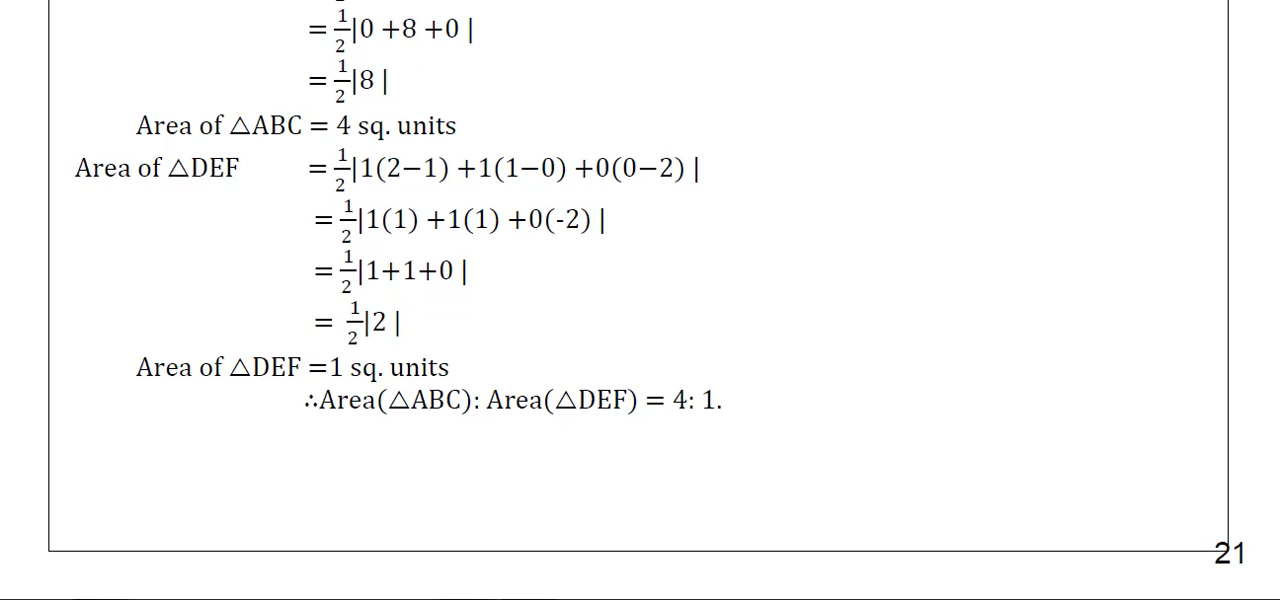 = 1/2|0 +8 +0 |
= 1/2|8 |
Area of △ABC = 4 sq. units
Area of △DEF = 1/2|1(2−1) +1(1−0) +0(0−2) |
= 1/2|1(1) +1(1) +0(-2) |
= 1/2|1+1+0 |
= 1/2|2 |
Area of △DEF =1 sq. units
∴Area(△ABC): Area(△DEF) = 4: 1.
21